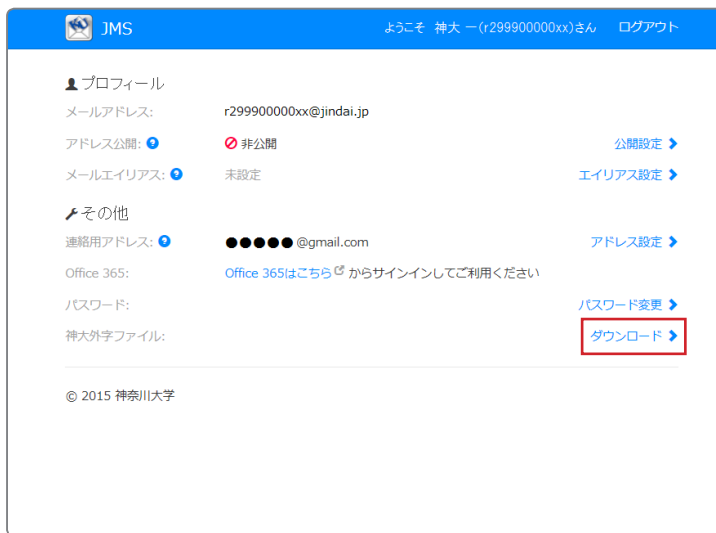 JMS ようこそ 神大 一(r299900000xx)さん ログアウト
プロフィール
メールアドレス: r299900000xx@jindai.jp
アドレス公開: 非公開 公開設定
メールエイリアス: 未設定 エイリアス設定
その他
連絡用アドレス: ●●●●● @gmail.com アドレス設定
Office 365: Office 365はこちら からサインインしてご利用ください
パスワード: パスワード変更
神大外字ファイル: ダウンロード
© 2015 神奈川大学